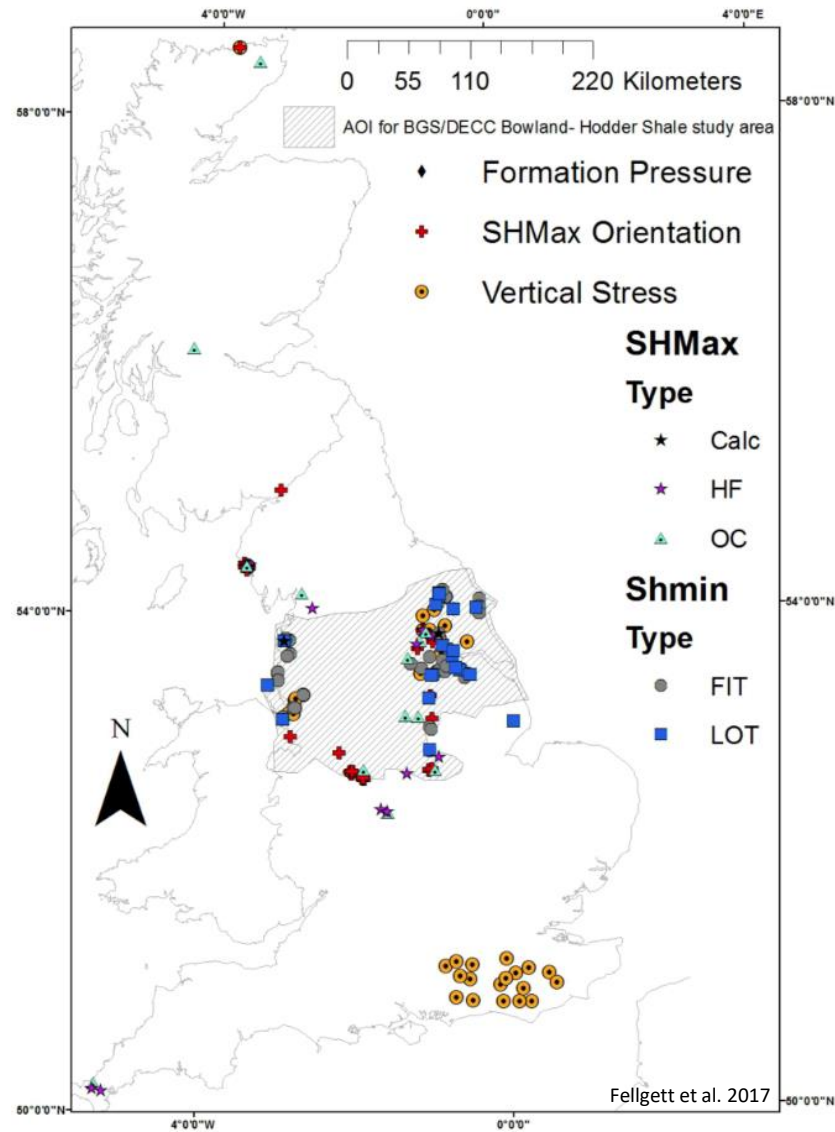 4°0'0"W 0°0'0" 4°0'0"E
0 55 110 220 Kilometers
58°0'0"N 58°0'0"N
AOI for BGS/DECC Bowland- Hodder Shale study area
Formation Pressure
SHMax Orientation
Vertical Stress
SHMax
Type
Calc
HF
OC
54°0'0"N 54°0'0"N
Shmin
Type
FIT
LOT
N
Fellgett et al. 2017
50°0'0"N 50°0'0"N
4°0'0"W 0°0'0"